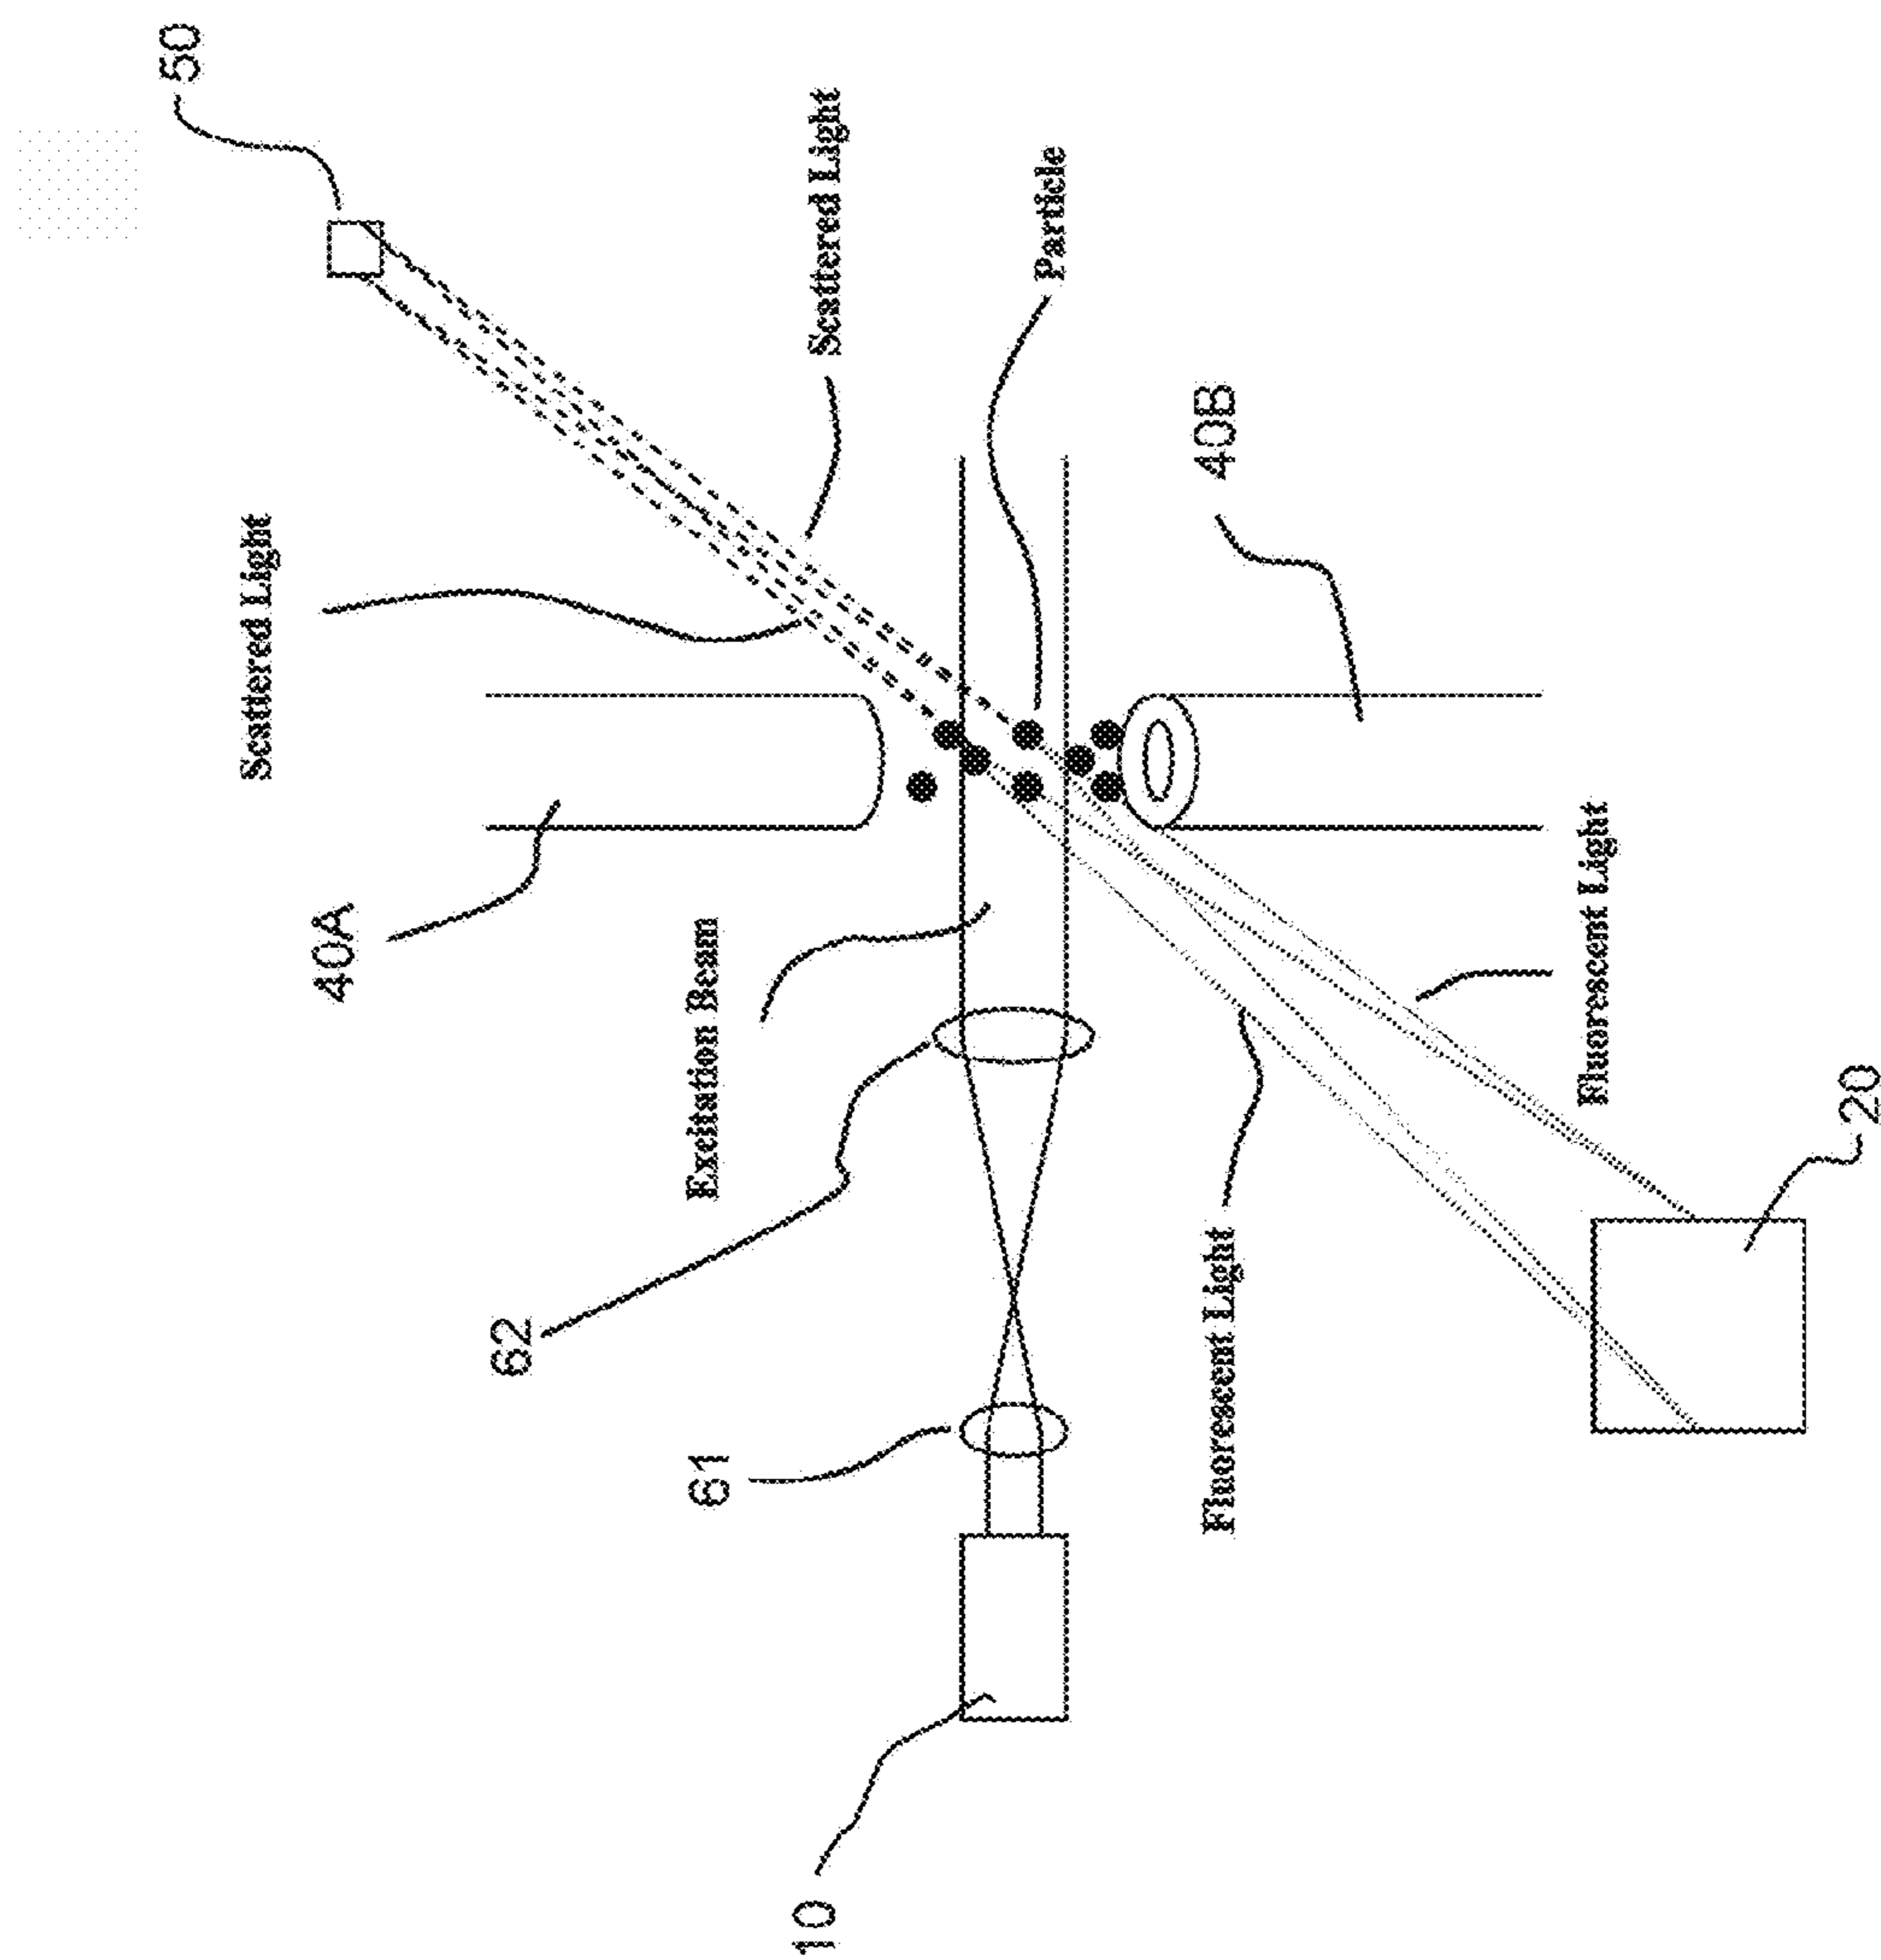 50
Scattered Light
40A
62
61
Excitation Beam
10
Scattered Light
Particle
Fluorescent Light
40B
Fluorescent Light
20